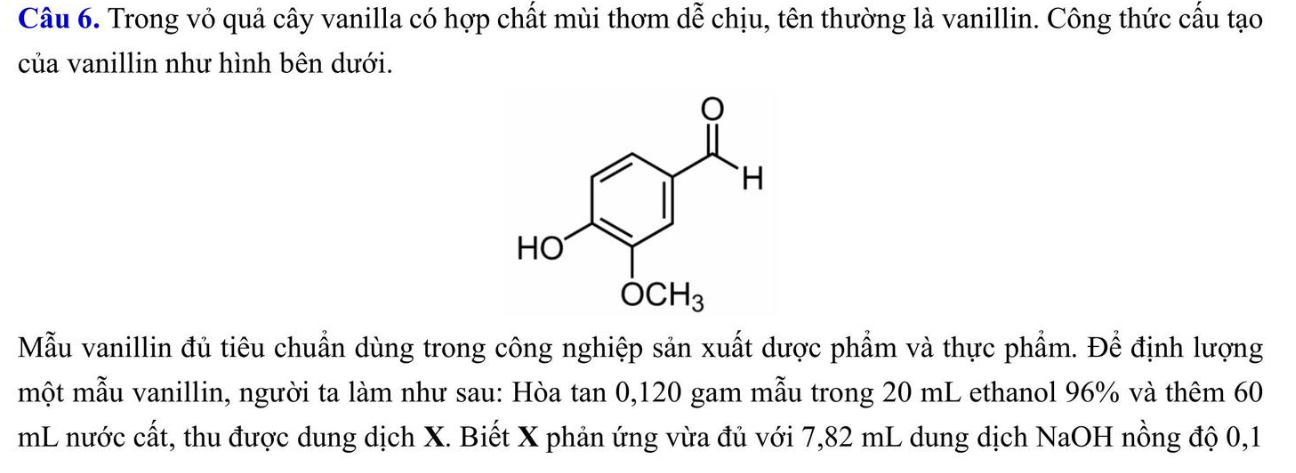 Câu 6. Trong vỏ quả cây vanilla có hợp chất mùi thơm dễ chịu, tên thường là vanillin. Công thức cấu tạo
của vanillin như hình bên dưới.
O
H
HO
OCH₃
Mẫu vanillin đủ tiêu chuẩn dùng trong công nghiệp sản xuất dược phẩm và thực phẩm. Để định lượng
một mẫu vanillin, người ta làm như sau: Hòa tan 0,120 gam mẫu trong 20 mL ethanol 96% và thêm 60
mL nước cất, thu được dung dịch X. Biết X phản ứng vừa đủ với 7,82 mL dung dịch NaOH nồng độ 0,1